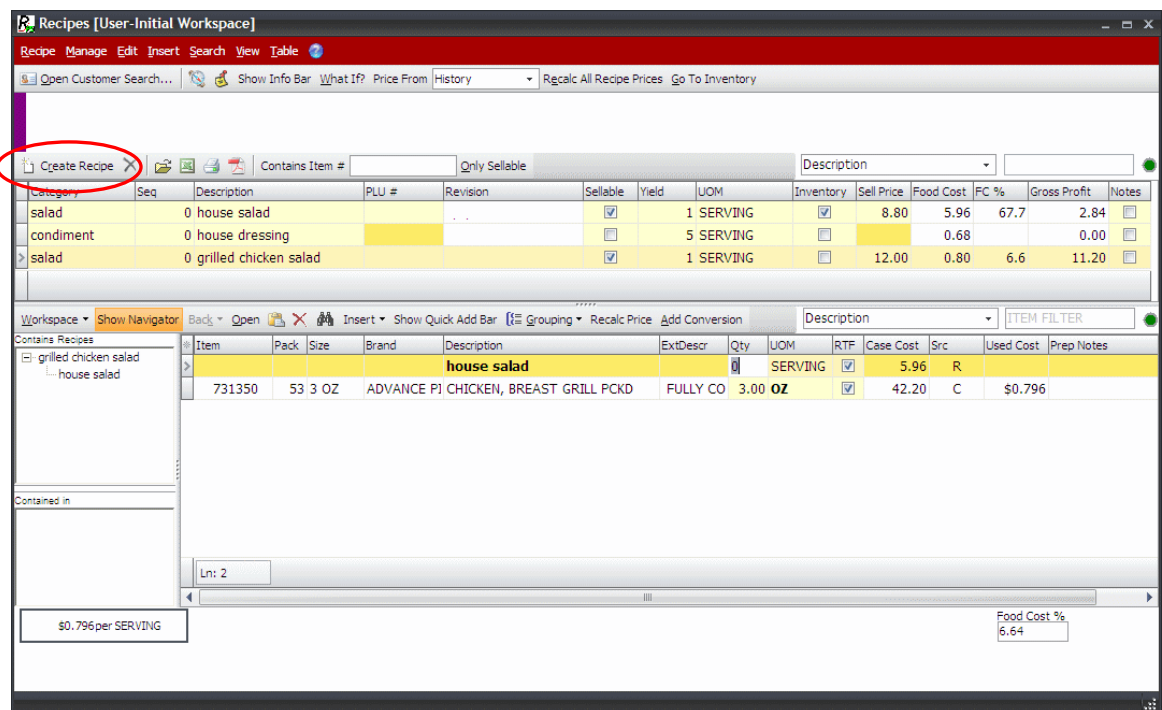 Recipes [User-Initial Workspace]
Recipe Manage Edit Insert Search View Table
Open Customer Search... Show Info Bar What If? Price From History Recalc All Recipe Prices Go To Inventory
Create Recipe Contains Item # Only Sellable Description
Category Seq Description PLU # Revision Sellable Yield UOM Inventory Sell Price Food Cost FC % Gross Profit Notes
salad 0 house salad . . 1 SERVING 8.80 5.96 67.7 2.84
condiment 0 house dressing 5 SERVING 0.68 0.00
salad 0 grilled chicken salad 1 SERVING 12.00 0.80 6.6 11.20
Workspace Show Navigator Back Open Insert Show Quick Add Bar Grouping Recalc Price Add Conversion Description ITEM FILTER
Contains Recipes
grilled chicken salad
house salad
Item Pack Size Brand Description ExtDescr Qty UOM RTF Case Cost Src Used Cost Prep Notes
house salad 0 SERVING 5.96 R
731350 53 3 OZ ADVANCE PI CHICKEN, BREAST GRILL PCKD FULLY CO 3.00 OZ 42.20 C $0.796
Contained in
Ln: 2
$0.796per SERVING
Food Cost %
6.64